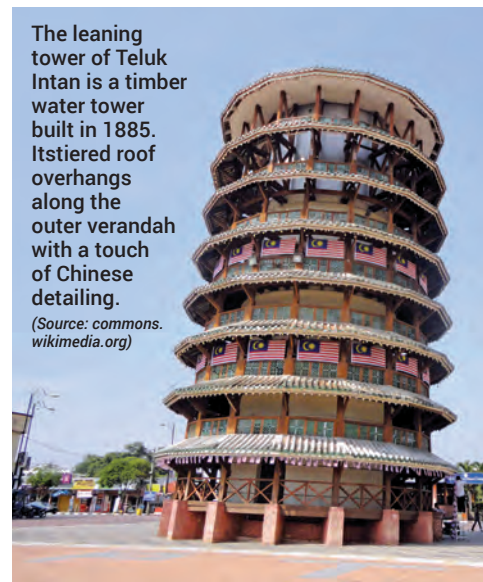 The leaning
tower of Teluk
Intan is a timber
water tower
built in 1885.
Itstiered roof
overhangs
along the
outer verandah
with a touch
of Chinese
detailing.
(Source: commons.
wikimedia.org)